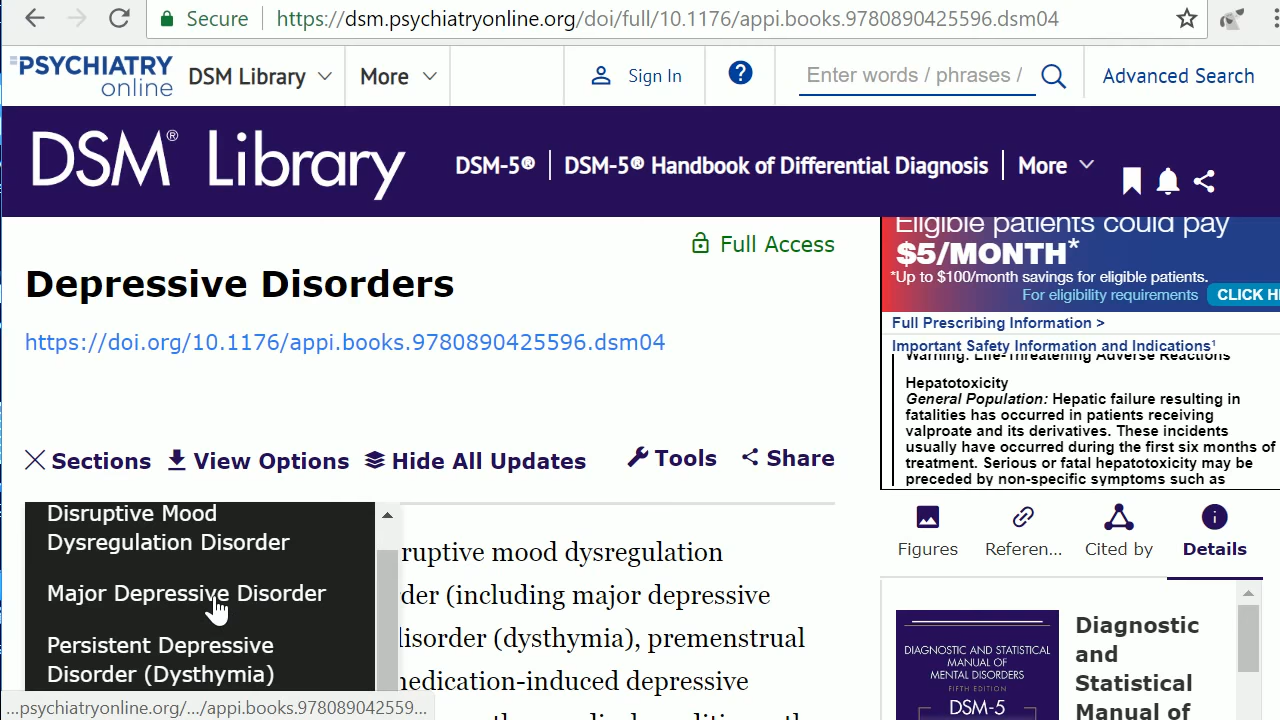 Secure https://dsm.psychiatryonline.org/doi/full/10.1176/appi.books.9780890425596.dsm04
PSYCHIATRY
online
DSM Library
More
Sign In
?
Enter words / phrases /
Advanced Search
DSM® Library
DSM-5®
DSM-5® Handbook of Differential Diagnosis
More
Full Access
Depressive Disorders
https://doi.org/10.1176/appi.books.9780890425596.dsm04
Sections
View Options
Hide All Updates
Tools
Share
Disruptive Mood
Dysregulation Disorder
Major Depressive Disorder
Persistent Depressive
Disorder (Dysthymia)
ruptive mood dysregulation
der (including major depressive
lisorder (dysthymia), premenstrual
nedication-induced depressive
...psychiatryonline.org/.../appi.books.978089042559...
Eligible patients could pay
$5/MONTH*
*Up to $100/month savings for eligible patients.
For eligibility requirements
CLICK HE
Full Prescribing Information >
Important Safety Information and Indications¹
Warning: Life-Threatening Adverse Reactions
Hepatotoxicity
General Population: Hepatic failure resulting in
fatalities has occurred in patients receiving
valproate and its derivatives. These incidents
usually have occurred during the first six months of
treatment. Serious or fatal hepatotoxicity may be
preceded by non-specific symptoms such as
Figures
Referen...
Cited by
Details
DIAGNOSTIC AND STATISTICAL
MANUAL OF
MENTAL DISORDERS
FIFTH EDITION
DSM-5
Diagnostic
and
Statistical
Manual of